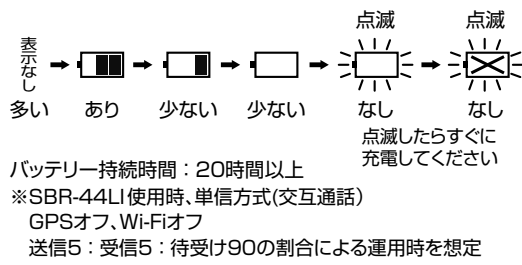 点滅 点滅
表示なし
多い あり 少ない 少ない なし なし
点滅したらすぐに
充電してください
バッテリー持続時間：20時間以上
※SBR-44LI使用時、単信方式(交互通話)
GPSオフ、Wi-Fiオフ
送信5：受信5：待受け90の割合による運用時を想定